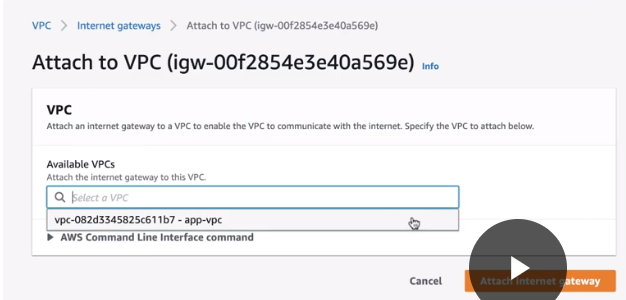 VPC > Internet gateways > Attach to VPC (igw-00f2854e3e40a569e)
Attach to VPC (igw-00f2854e3e40a569e) Info
VPC
Attach an internet gateway to a VPC to enable the VPC to communicate with the internet. Specify the VPC to attach below.
Available VPCs
Attach the internet gateway to this VPC.
Select a VPC
vpc-082d3345825c611b7 - app-vpc
AWS Command Line Interface command
Cancel Attach internet gateway